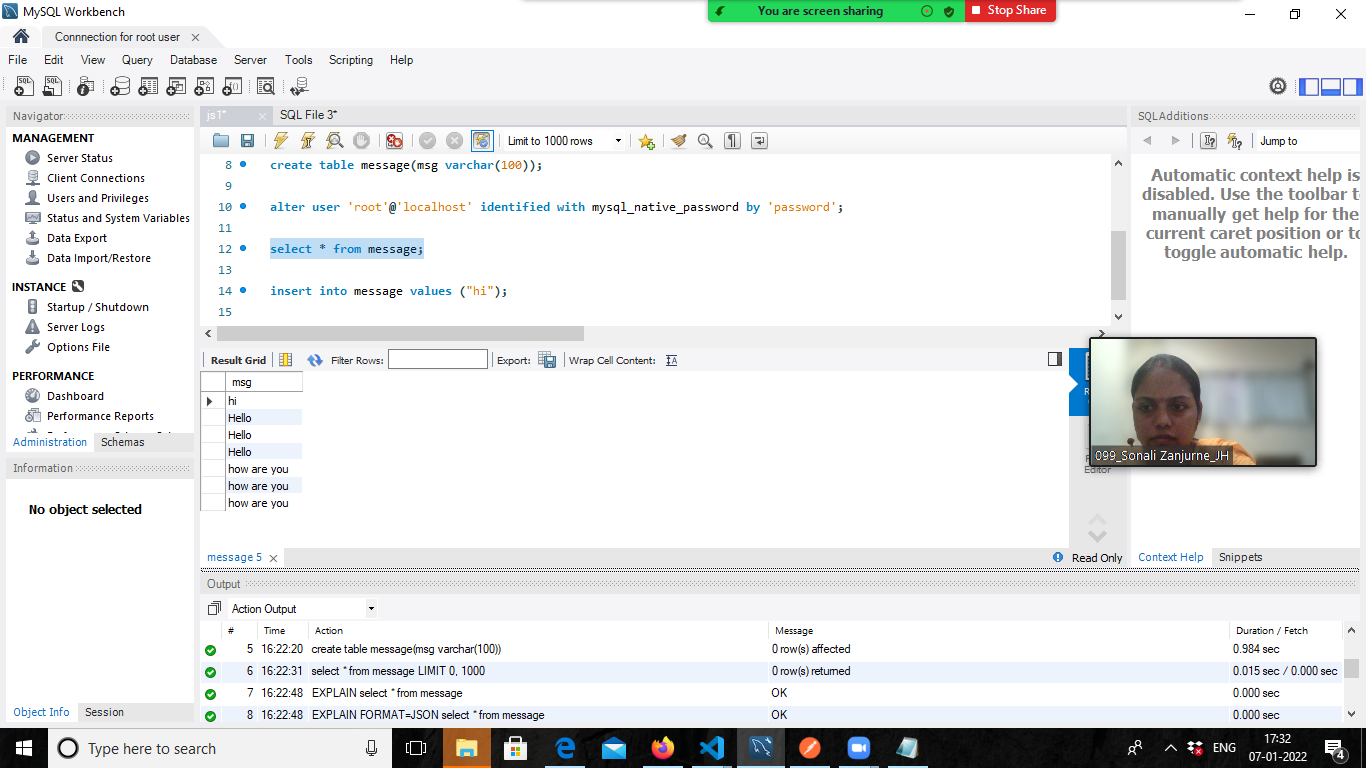 MySQL Workbench
You are screen sharing
Stop Share
Connnection for root user
File Edit View Query Database Server Tools Scripting Help
Navigator
MANAGEMENT
Server Status
Client Connections
Users and Privileges
Status and System Variables
Data Export
Data Import/Restore
INSTANCE
Startup / Shutdown
Server Logs
Options File
PERFORMANCE
Dashboard
Performance Reports
Administration Schemas
Information
No object selected
Object Info Session
js1* SQL File 3*
Limit to 1000 rows
8 create table message(msg varchar(100));
9
10 alter user 'root'@'localhost' identified with mysql_native_password by 'password';
11
12 select * from message;
13
14 insert into message values ("hi");
15
Result Grid Filter Rows: Export: Wrap Cell Content:
msg
hi
Hello
Hello
Hello
how are you
how are you
how are you
Editor
message 5
Read Only
SQLAdditions
Jump to
Automatic context help is
disabled. Use the toolbar
manually get help for the
current caret position or to
toggle automatic help.
099_Sonali Zanjurne_JH
Context Help Snippets
Output
Action Output
# Time Action Message Duration / Fetch
5 16:22:20 create table message(msg varchar(100)) 0 row(s) affected 0.984 sec
6 16:22:31 select * from message LIMIT 0, 1000 0 row(s) returned 0.015 sec / 0.000 sec
7 16:22:48 EXPLAIN select * from message OK 0.000 sec
8 16:22:48 EXPLAIN FORMAT=JSON select * from message OK 0.000 sec
Type here to search
ENG
17:32
07-01-2022
4